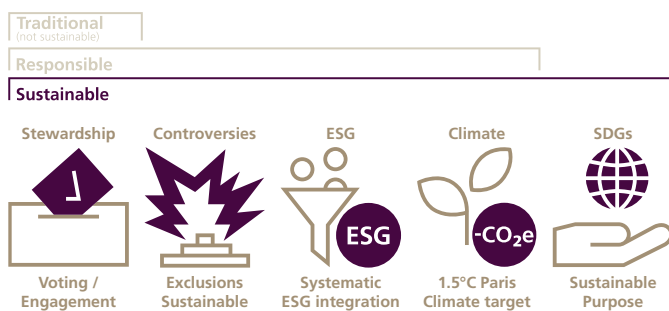 Traditional
(not sustainable)
Responsible
Sustainable
Stewardship
Controversies
ESG
Climate
SDGs
ESG
-CO₂e
Voting /
Engagement
Exclusions
Sustainable
Systematic
ESG integration
1.5°C Paris
Climate target
Sustainable
Purpose